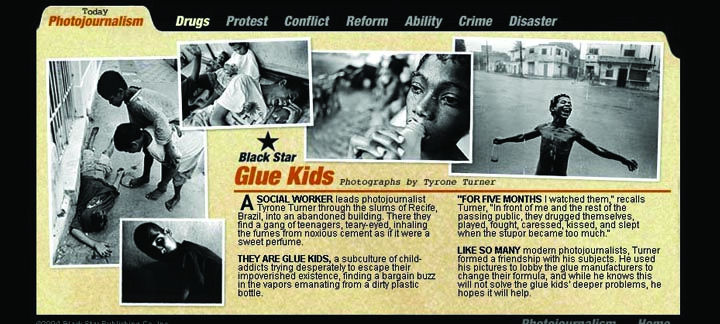 Today
Photojournalism
Drugs Protest Conflict Reform Ability Crime Disaster
Black Star
Glue Kids Photographs by Tyrone Turner
A SOCIAL WORKER leads photojournalist
Tyrone Turner through the slums of Recife,
Brazil, into an abandoned building. There they
find a gang of teenagers, teary-eyed, inhaling
the fumes from noxious cement as if it were a
sweet perfume.
THEY ARE GLUE KIDS, a subculture of child-
addicts trying desperately to escape their
impoverished existence, finding a bargain buzz
in the vapors emanating from a dirty plastic
bottle.
"FOR FIVE MONTHS I watched them," recalls
Turner, "In front of me and the rest of the
passing public, they drugged themselves,
played, fought, caressed, kissed, and slept
when the stupor became too much."
LIKE SO MANY modern photojournalists, Turner
formed a friendship with his subjects. He used
his pictures to lobby the glue manufacturers to
change their formula, and while he knows this
will not solve the glue kids' deeper problems, he
hopes it will help.
Black Star Publishing Co. Inc.
Photojournalism Home